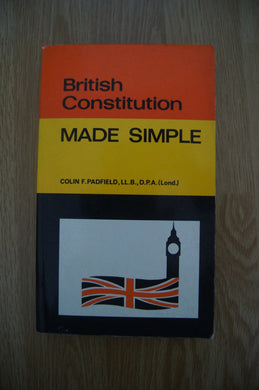 British
Constitution
MADE SIMPLE
COLIN F. PADFIELD, LL.B., D.P.A. (Lond.)